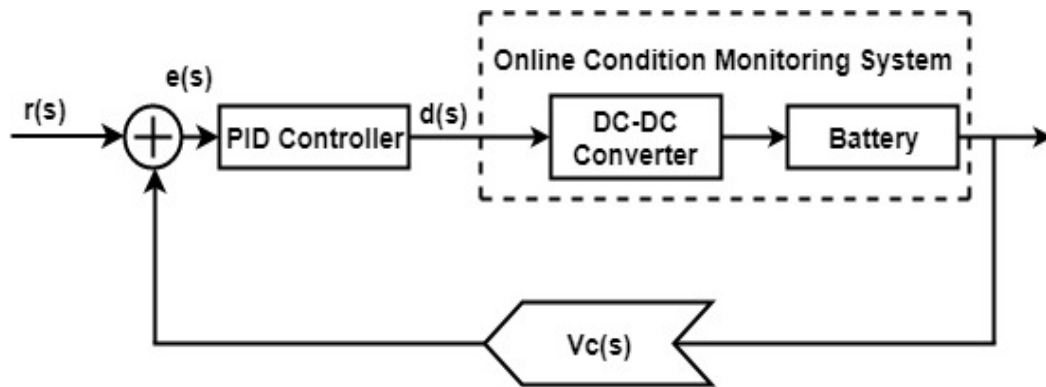 Online Condition Monitoring System
r(s)
e(s)
PID Controller
d(s)
DC-DC
Converter
Battery
Vc(s)